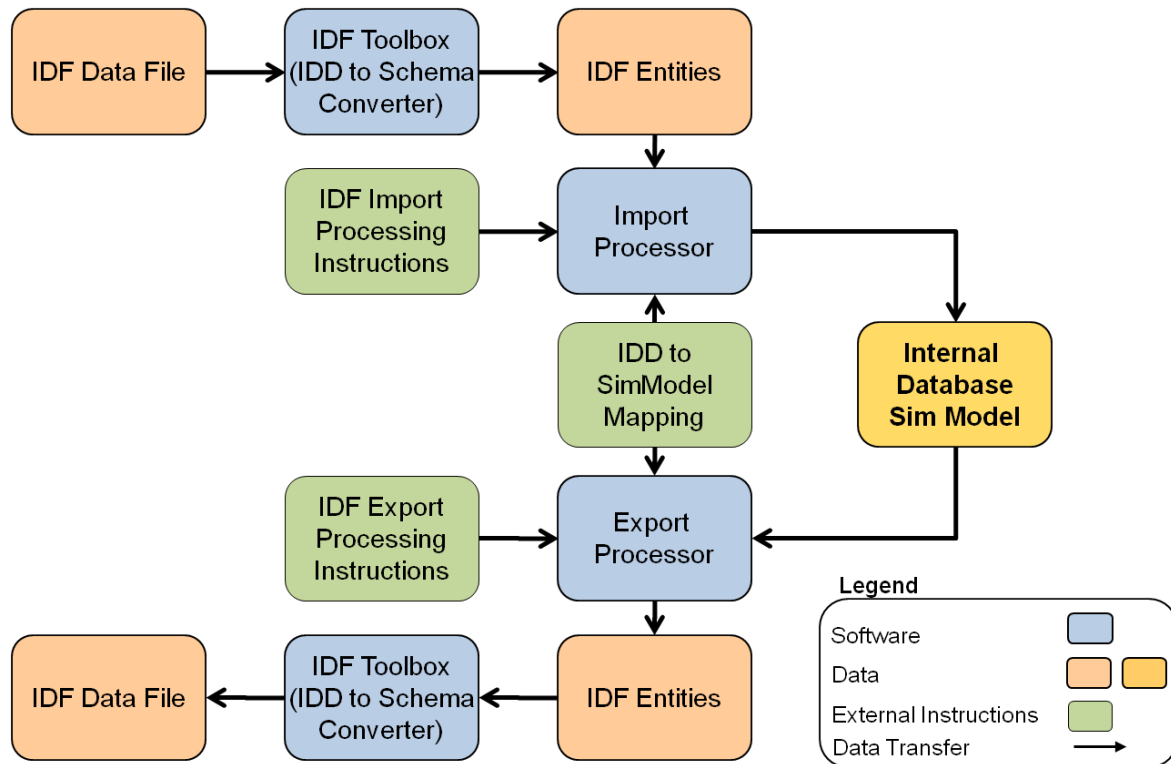 IDF Data File
IDF Toolbox
(IDD to Schema
Converter)
IDF Entities
IDF Import
Processing
Instructions
Import
Processor
IDD to
SimModel
Mapping
Internal
Database
Sim Model
IDF Export
Processing
Instructions
Export
Processor
IDF Data File
IDF Toolbox
(IDD to Schema
Converter)
IDF Entities
Legend
Software
Data
External Instructions
Data Transfer